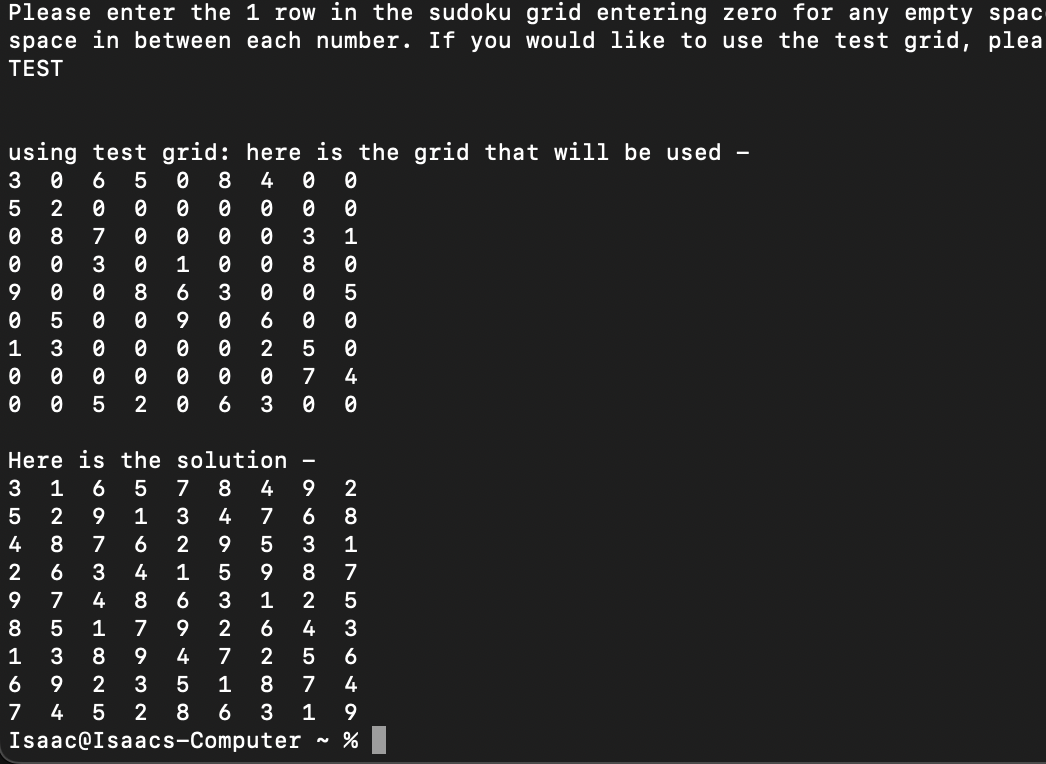 Please enter the 1 row in the sudoku grid entering zero for any empty
space in between each number. If you would like to use the test grid,
TEST
using test grid: here is the grid that will be used –
3 0 6 5 0 8 4 0 0
5 2 0 0 0 0 0 0 0
0 8 7 0 0 0 0 3 1
0 0 3 0 1 0 0 8 0
9 0 0 8 6 3 0 0 5
0 5 0 0 9 0 6 0 0
1 3 0 0 0 0 2 5 0
0 0 0 0 0 0 0 7 4
0 0 5 2 0 6 3 0 0
Here is the solution –
3 1 6 5 7 8 4 9 2
5 2 9 1 3 4 7 6 8
4 8 7 6 2 9 5 3 1
2 6 3 4 1 5 9 8 7
9 7 4 8 6 3 1 2 5
8 5 1 7 9 2 6 4 3
1 3 8 9 4 7 2 5 6
6 9 2 3 5 1 8 7 4
7 4 5 2 8 6 3 1 9
Isaac@Isaacs-Computer ~ %